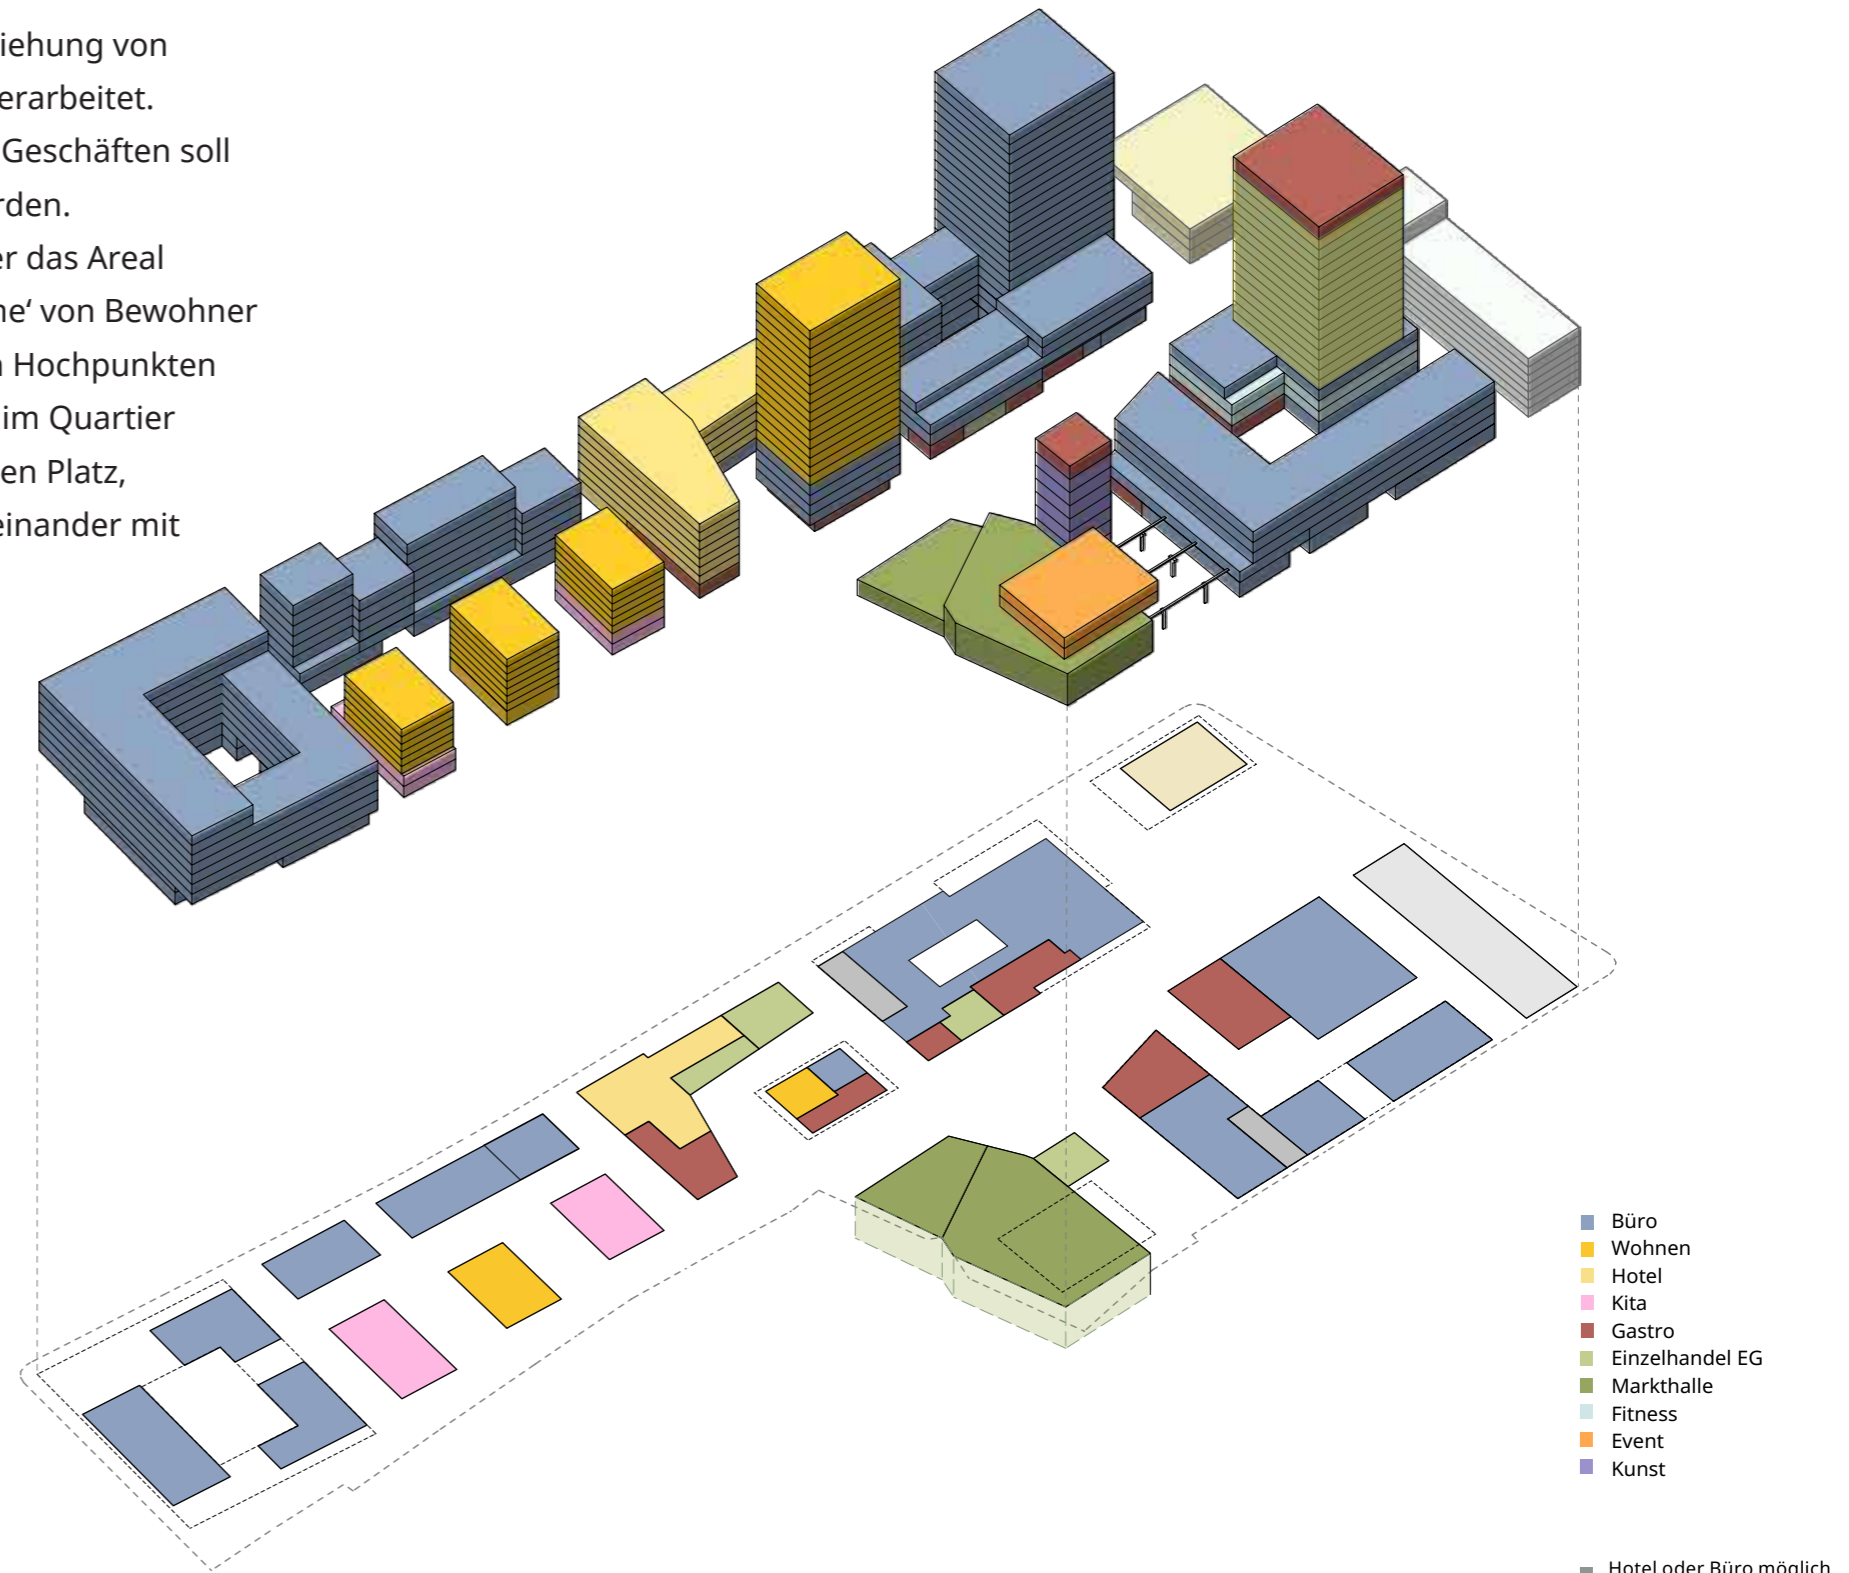 iehung von
erarbeitet.
Geschäften soll
rden.
er das Areal
ne‘ von Bewohner
n Hochpunkten
im Quartier
en Platz,
einander mit
Büro
Wohnen
Hotel
Kita
Gastro
Einzelhandel EG
Markthalle
Fitness
Event
Kunst
Hotel oder Büro möglich